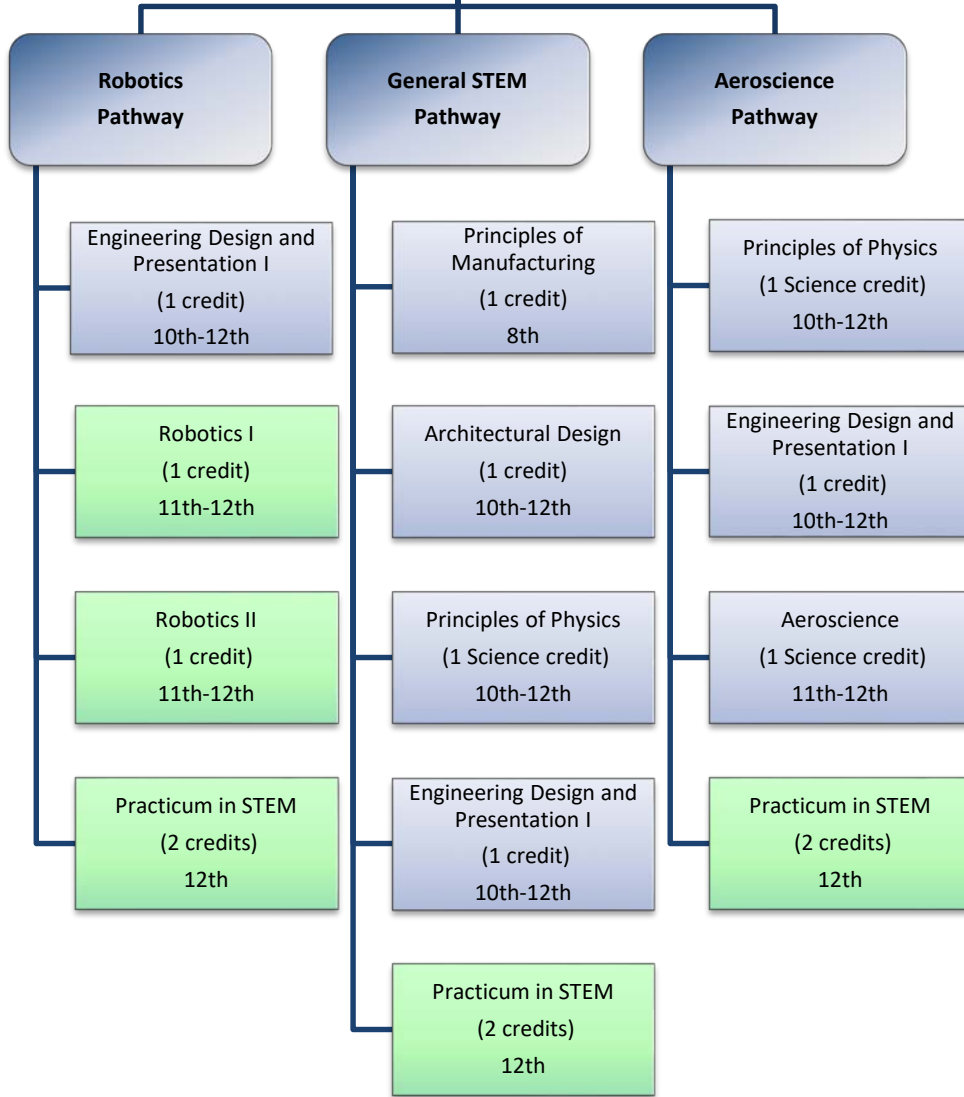 Robotics
Pathway
General STEM
Pathway
Aeroscience
Pathway
Engineering Design and
Presentation I
(1 credit)
10th-12th
Robotics I
(1 credit)
11th-12th
Robotics II
(1 credit)
11th-12th
Practicum in STEM
(2 credits)
12th
Principles of
Manufacturing
(1 credit)
8th
Architectural Design
(1 credit)
10th-12th
Principles of Physics
(1 Science credit)
10th-12th
Engineering Design and
Presentation I
(1 credit)
10th-12th
Practicum in STEM
(2 credits)
12th
Principles of Physics
(1 Science credit)
10th-12th
Engineering Design and
Presentation I
(1 credit)
10th-12th
Aeroscience
(1 Science credit)
11th-12th
Practicum in STEM
(2 credits)
12th